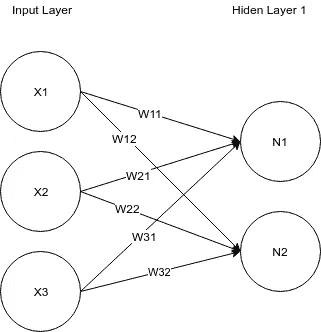 Input Layer
Hiden Layer 1
X1
W11
W12
N1
X2
W21
W22
W31
N2
X3
W32